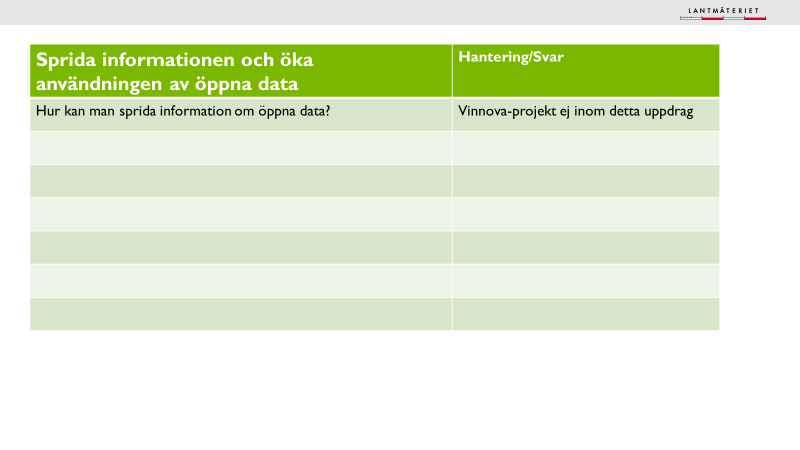 LANTMÄTERIET
Sprida informationen och öka
användningen av öppna data
Hantering/Svar
Hur kan man sprida information om öppna data?
Vinnova-projekt ej inom detta uppdrag